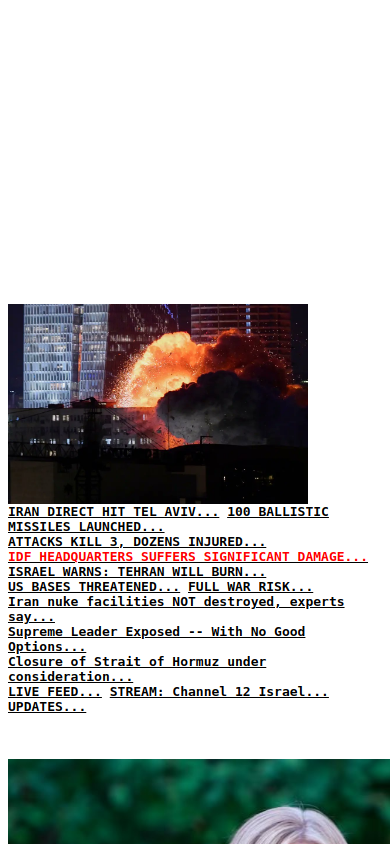 IRAN DIRECT HIT TEL AVIV... 100 BALLISTIC
MISSILES LAUNCHED...
ATTACKS KILL 3, DOZENS INJURED...
IDF HEADQUARTERS SUFFERS SIGNIFICANT DAMAGE...
ISRAEL WARNS: TEHRAN WILL BURN...
US BASES THREATENED... FULL WAR RISK...
Iran nuke facilities NOT destroyed, experts
say...
Supreme Leader Exposed -- With No Good
Options...
Closure of Strait of Hormuz under
consideration...
LIVE FEED... STREAM: Channel 12 Israel...
UPDATES...